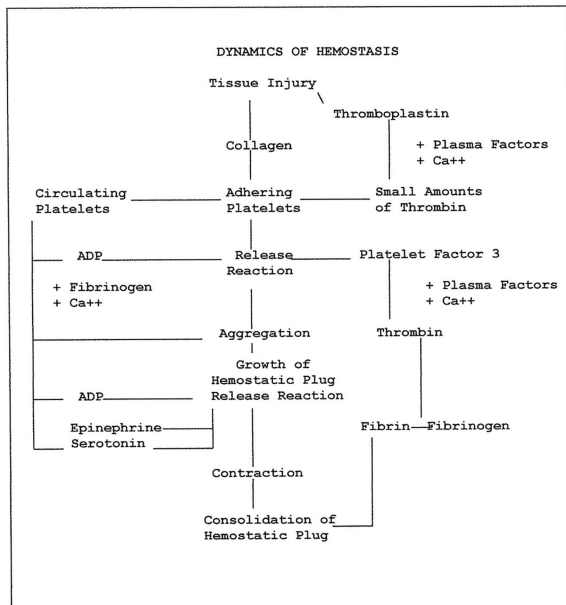 DYNAMICS OF HEMOSTASIS
Tissue Injury
Thromboplastin
+ Plasma Factors
+ Ca++
Collagen
Circulating
Platelets
Adhering
Platelets
Small Amounts
of Thrombin
ADP
Release
Reaction
Platelet Factor 3
+ Fibrinogen
+ Ca++
+ Plasma Factors
+ Ca++
Aggregation
Thrombin
Growth of
Hemostatic Plug
Release Reaction
ADP
Epinephrine
Serotonin
Fibrin
Fibrinogen
Contraction
Consolidation of
Hemostatic Plug